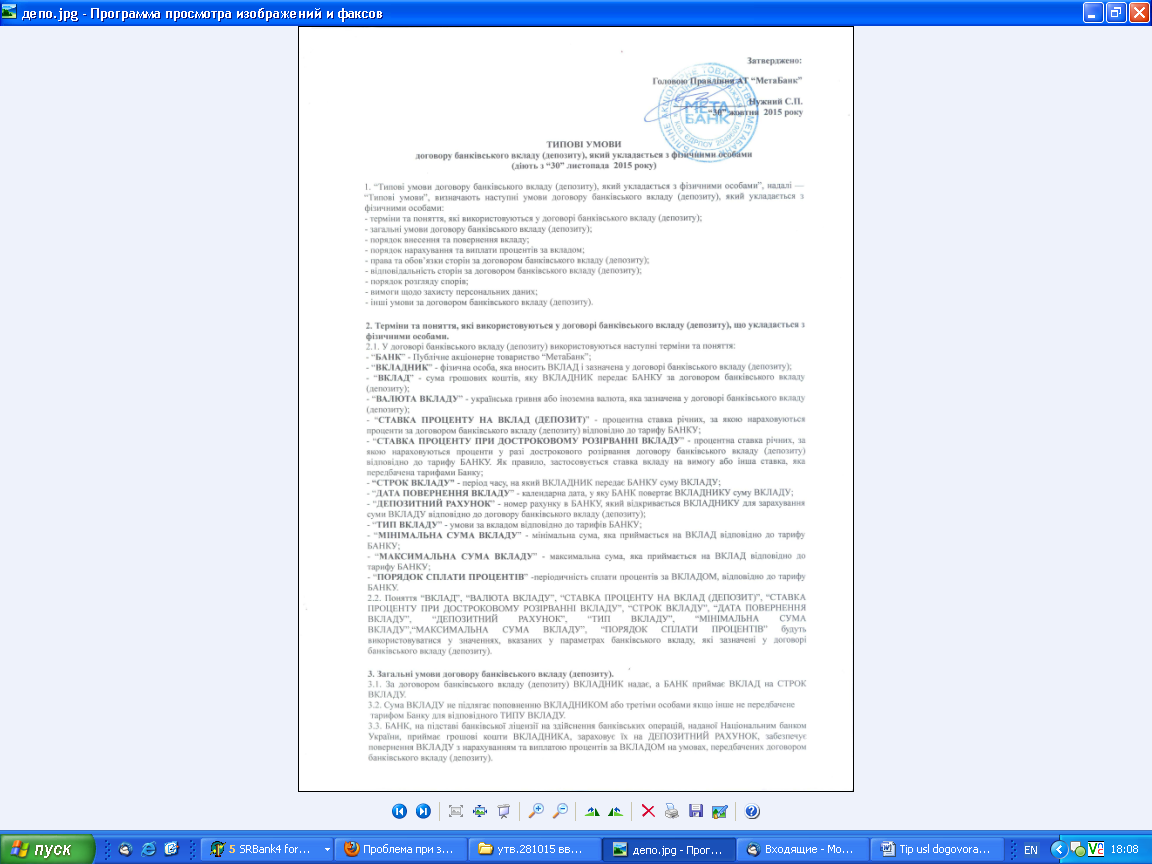 депо.jpg - Программа просмотра изображений и факсов
Затверджено:
Головою Правління АТ “МетаБанк”
Нужний С.П.
“30” жовтня 2015 року
МЕТА
БАНК
ТИПОВІ УМОВИ
договору банківського вкладу (депозиту), який укладається з фізичними особами
(діють з “30” листопада 2015 року)
1. “Типові умови договору банківського вкладу (депозиту), який укладається з фізичними особами”, надалі —
“Типові умови”, визначають наступні умови договору банківського вкладу (депозиту), який укладається з
фізичними особами:
- терміни та поняття, які використовуються у договорі банківського вкладу (депозиту);
- загальні умови договору банківського вкладу (депозиту);
- порядок внесення та повернення вкладу;
- порядок нарахування та виплати процентів за вкладом;
- права та обов’язки сторін за договором банківського вкладу (депозиту);
- відповідальність сторін за договором банківського вкладу (депозиту);
- порядок розгляду спорів;
- вимоги щодо захисту персональних даних;
- інші умови за договором банківського вкладу (депозиту).
2. Терміни та поняття, які використовуються у договорі банківського вкладу (депозиту), що укладається з
фізичними особами.
2.1. У договорі банківського вкладу (депозиту) використовуються наступні терміни та поняття:
- “БАНК” - Публічне акціонерне товариство “МетаБанк”;
- “ВКЛАДНИК” - фізична особа, яка вносить ВКЛАД і зазначена у договорі банківського вкладу (депозиту);
- “ВКЛАД” - сума грошових коштів, яку ВКЛАДНИК передає БАНКУ за договором банківського вкладу
(депозиту);
- “ВАЛЮТА ВКЛАДУ” - українська гривня або іноземна валюта, яка зазначена у договорі банківського вкладу
(депозиту);
- “СТАВКА ПРОЦЕНТУ НА ВКЛАД (ДЕПОЗИТ)” - процентна ставка річних, за якою нараховуються
проценти за договором банківського вкладу (депозиту) відповідно до тарифу БАНКУ;
- “СТАВКА ПРОЦЕНТУ ПРИ ДОСТРОКОВОМУ РОЗІРВАННІ ВКЛАДУ” - процентна ставка річних, за
якою нараховуються проценти у разі дострокового розірвання договору банківського вкладу (депозиту)
відповідно до тарифу БАНКУ. Як правило, застосовується ставка вкладу на вимогу або інша ставка, яка
передбачена тарифами Банку;
- “СТРОК ВКЛАДУ” - період часу, на який ВКЛАДНИК передає БАНКУ суму ВКЛАДУ;
- “ДАТА ПОВЕРНЕННЯ ВКЛАДУ” - календарна дата, у яку БАНК повертає ВКЛАДНИКУ суму ВКЛАДУ;
- “ДЕПОЗИТНИЙ РАХУНОК” - номер рахунку в БАНКУ, який відкривається ВКЛАДНИКУ для зарахування
суми ВКЛАДУ відповідно до договору банківського вкладу (депозиту);
- “ТИП ВКЛАДУ” - умови за вкладом відповідно до тарифів БАНКУ;
- “МІНІМАЛЬНА СУМА ВКЛАДУ” - мінімальна сума, яка приймається на ВКЛАД відповідно до тарифу
БАНКУ;
- “МАКСИМАЛЬНА СУМА ВКЛАДУ” - максимальна сума, яка приймається на ВКЛАД відповідно до
тарифу БАНКУ;
- “ПОРЯДОК СПЛАТИ ПРОЦЕНТІВ” -періодичність сплати процентів за ВКЛАДОМ, відповідно до тарифу
БАНКУ.
2.2. Поняття “ВКЛАД”, “ВАЛЮТА ВКЛАДУ”, “СТАВКА ПРОЦЕНТУ НА ВКЛАД (ДЕПОЗИТ)”, “СТАВКА
ПРОЦЕНТУ ПРИ ДОСТРОКОВОМУ РОЗІРВАННІ ВКЛАДУ”, “СТРОК ВКЛАДУ”, “ДАТА ПОВЕРНЕННЯ
ВКЛАДУ”, “ДЕПОЗИТНИЙ РАХУНОК”, “ТИП ВКЛАДУ”, “МІНІМАЛЬНА СУМА
ВКЛАДУ”,“МАКСИМАЛЬНА СУМА ВКЛАДУ”, “ПОРЯДОК СПЛАТИ ПРОЦЕНТІВ” будуть
використовуватися у значеннях, вказаних у параметрах банківського вкладу, які зазначені у договорі
банківського вкладу (депозиту).
3. Загальні умови договору банківського вкладу (депозиту).
3.1. За договором банківського вкладу (депозиту) ВКЛАДНИК надає, а БАНК приймає ВКЛАД на СТРОК
ВКЛАДУ.
3.2. Сума ВКЛАДУ не підлягає поповненню ВКЛАДНИКОМ або третіми особами якщо інше не передбачене
тарифом Банку для відповідного ТИПУ ВКЛАДУ.
3.3. БАНК, на підставі банківської ліцензії на здійснення банківських операцій, наданої Національним банком
України, приймає грошові кошти ВКЛАДНИКА, зараховує їх на ДЕПОЗИТНИЙ РАХУНОК, забезпечує
повернення ВКЛАДУ з нарахуванням та виплатою процентів за ВКЛАДОМ на умовах, передбачених договором
банківського вкладу (депозиту).
пуск
5 SRBank4 for...
Проблема при з...
утв.281015 вв...
депо.jpg - Прог...
Входящие - Mo...
Tip usl dogovora...
EN
18:08